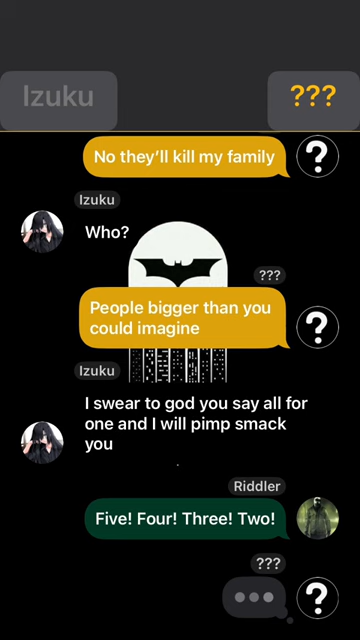 Izuku
???
No they’ll kill my family
?
Izuku
Who?
???
People bigger than you
could imagine
?
Izuku
I swear to god you say all for
one and I will pimp smack
you
Riddler
Five! Four! Three! Two!
???
?